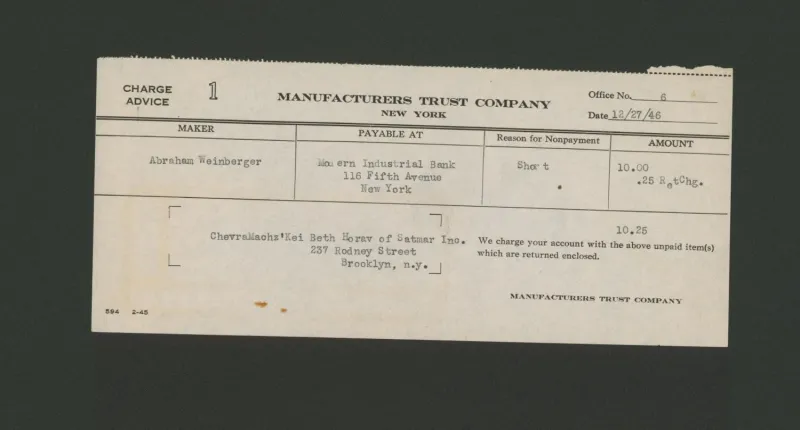 CHARGE ADVICE
1
MANUFACTURERS TRUST COMPANY
NEW YORK
Office No. 6
Date 12/27/46
MAKER
PAYABLE AT
Reason for Nonpayment
AMOUNT
Abraham Weinberger
Modern Industrial Bank
116 Fifth Avenue
New York
Short
10.00
.25 RetChg.
10.25
ChevraMachz'Kei Beth Horav of Satmar Inc.
237 Rodney Street
Brooklyn, n.y.
We charge your account with the above unpaid item(s)
which are returned enclosed.
MANUFACTURERS TRUST COMPANY
594 2-45